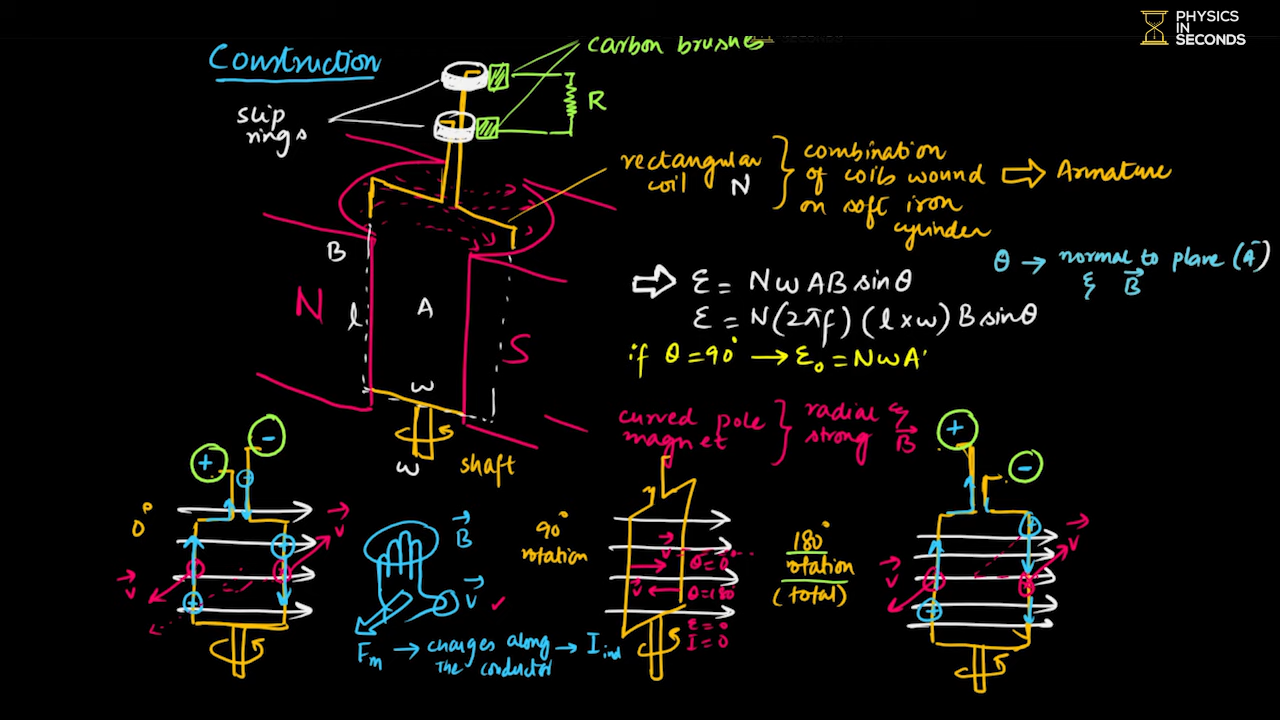 PHYSICS
IN
SECONDS
Construction
carbon brushes
slip
rings
R
rectangular
coil N
combination
of coils wound
on soft iron
cylinder
Armature
B
N
l
A
S
w
ω
shaft
θ → normal to plane (A)
& B
ε = NωAB sinθ
ε = N(2πf) (l×w) B sinθ
if θ = 90° → ε₀ = NωA
curved pole
magnet
radial &
strong B
0°
+
-
v
v
B
v
Fm → charges along → I ind
the conductor
90°
rotation
v
θ=0°
v
θ=180°
ε=0
I=0
180°
rotation
(total)
+
-
v
v